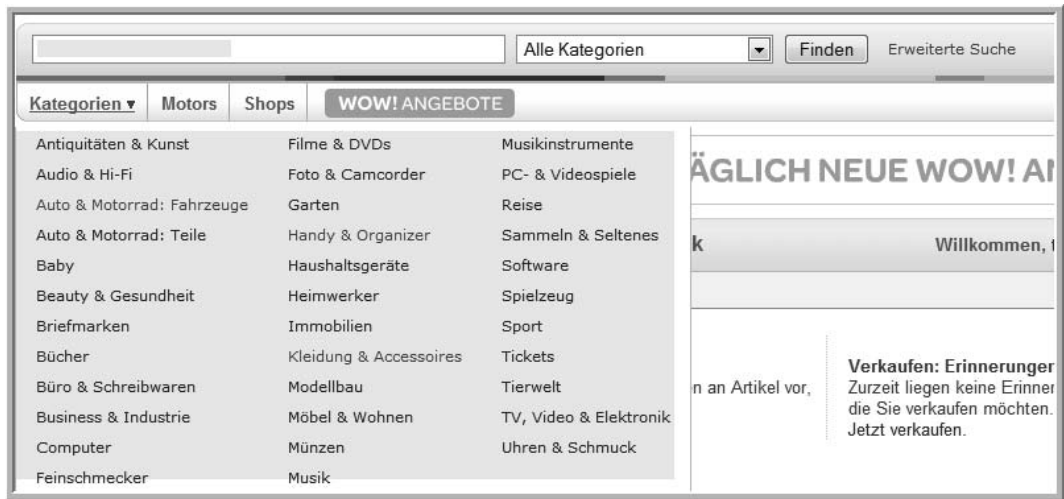 Alle Kategorien
Finden
Erweiterte Suche
Kategorien ▾
Motors
Shops
WOW! ANGEBOTE
Antiquitäten & Kunst
Audio & Hi-Fi
Auto & Motorrad: Fahrzeuge
Auto & Motorrad: Teile
Baby
Beauty & Gesundheit
Briefmarken
Bücher
Büro & Schreibwaren
Business & Industrie
Computer
Feinschmecker
Filme & DVDs
Foto & Camcorder
Garten
Handy & Organizer
Haushaltsgeräte
Heimwerker
Immobilien
Kleidung & Accessoires
Modellbau
Möbel & Wohnen
Münzen
Musik
Musikinstrumente
PC- & Videospiele
Reise
Sammeln & Seltenes
Software
Spielzeug
Sport
Tickets
Tierwelt
TV, Video & Elektronik
Uhren & Schmuck
ÄGLICH NEUE WOW! A
k
Willkommen, t
n an Artikel vor,
Verkaufen: Erinnerunger
Zurzeit liegen keine Erinner
die Sie verkaufen möchten.
Jetzt verkaufen.